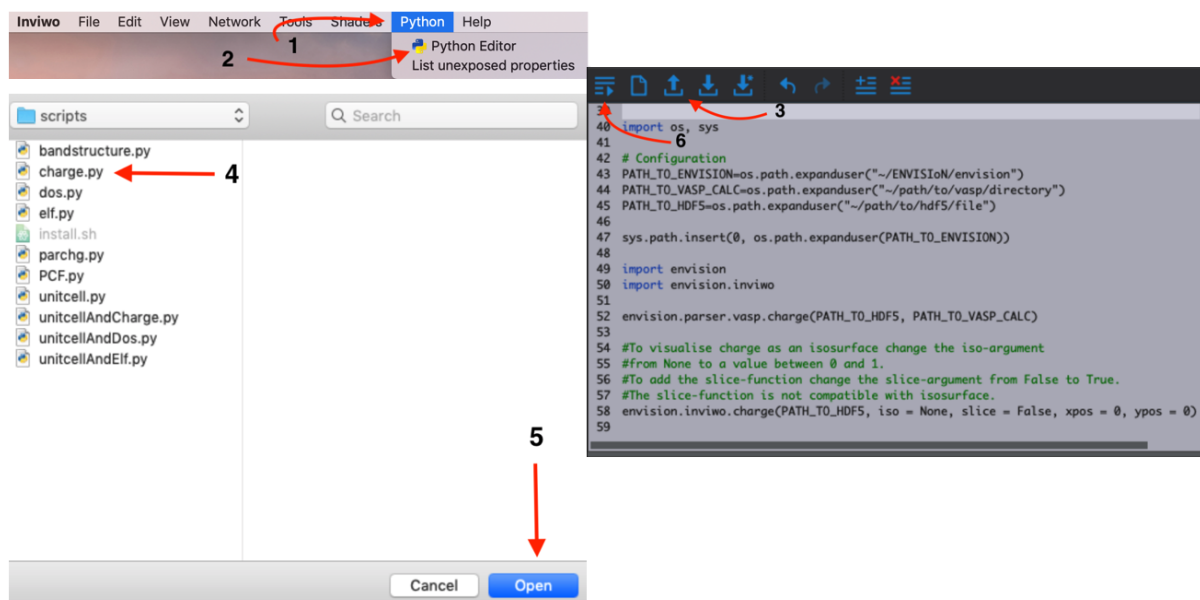 Inviwo File Edit View Network Tools Shaders Python Help
1
2
Python Editor
List unexposed properties
scripts
Search
bandstructure.py
charge.py
4
dos.py
elf.py
install.sh
parchg.py
PCF.py
unitcell.py
unitcellAndCharge.py
unitcellAndDos.py
unitcellAndElf.py
5
Cancel Open
3
6
39
40 import os, sys
41
42 # Configuration
43 PATH_TO_ENVISION=os.path.expanduser("~/ENVISIoN/envision")
44 PATH_TO_VASP_CALC=os.path.expanduser("~/path/to/vasp/directory")
45 PATH_TO_HDF5=os.path.expanduser("~/path/to/hdf5/file")
46
47 sys.path.insert(0, os.path.expanduser(PATH_TO_ENVISION))
48
49 import envision
50 import envision.inviwo
51
52 envision.parser.vasp.charge(PATH_TO_HDF5, PATH_TO_VASP_CALC)
53
54 #To visualise charge as an isosurface change the iso-argument
55 #from None to a value between 0 and 1.
56 #To add the slice-function change the slice-argument from False to True.
57 #The slice-function is not compatible with isosurface.
58 envision.inviwo.charge(PATH_TO_HDF5, iso = None, slice = False, xpos = 0, ypos = 0)
59